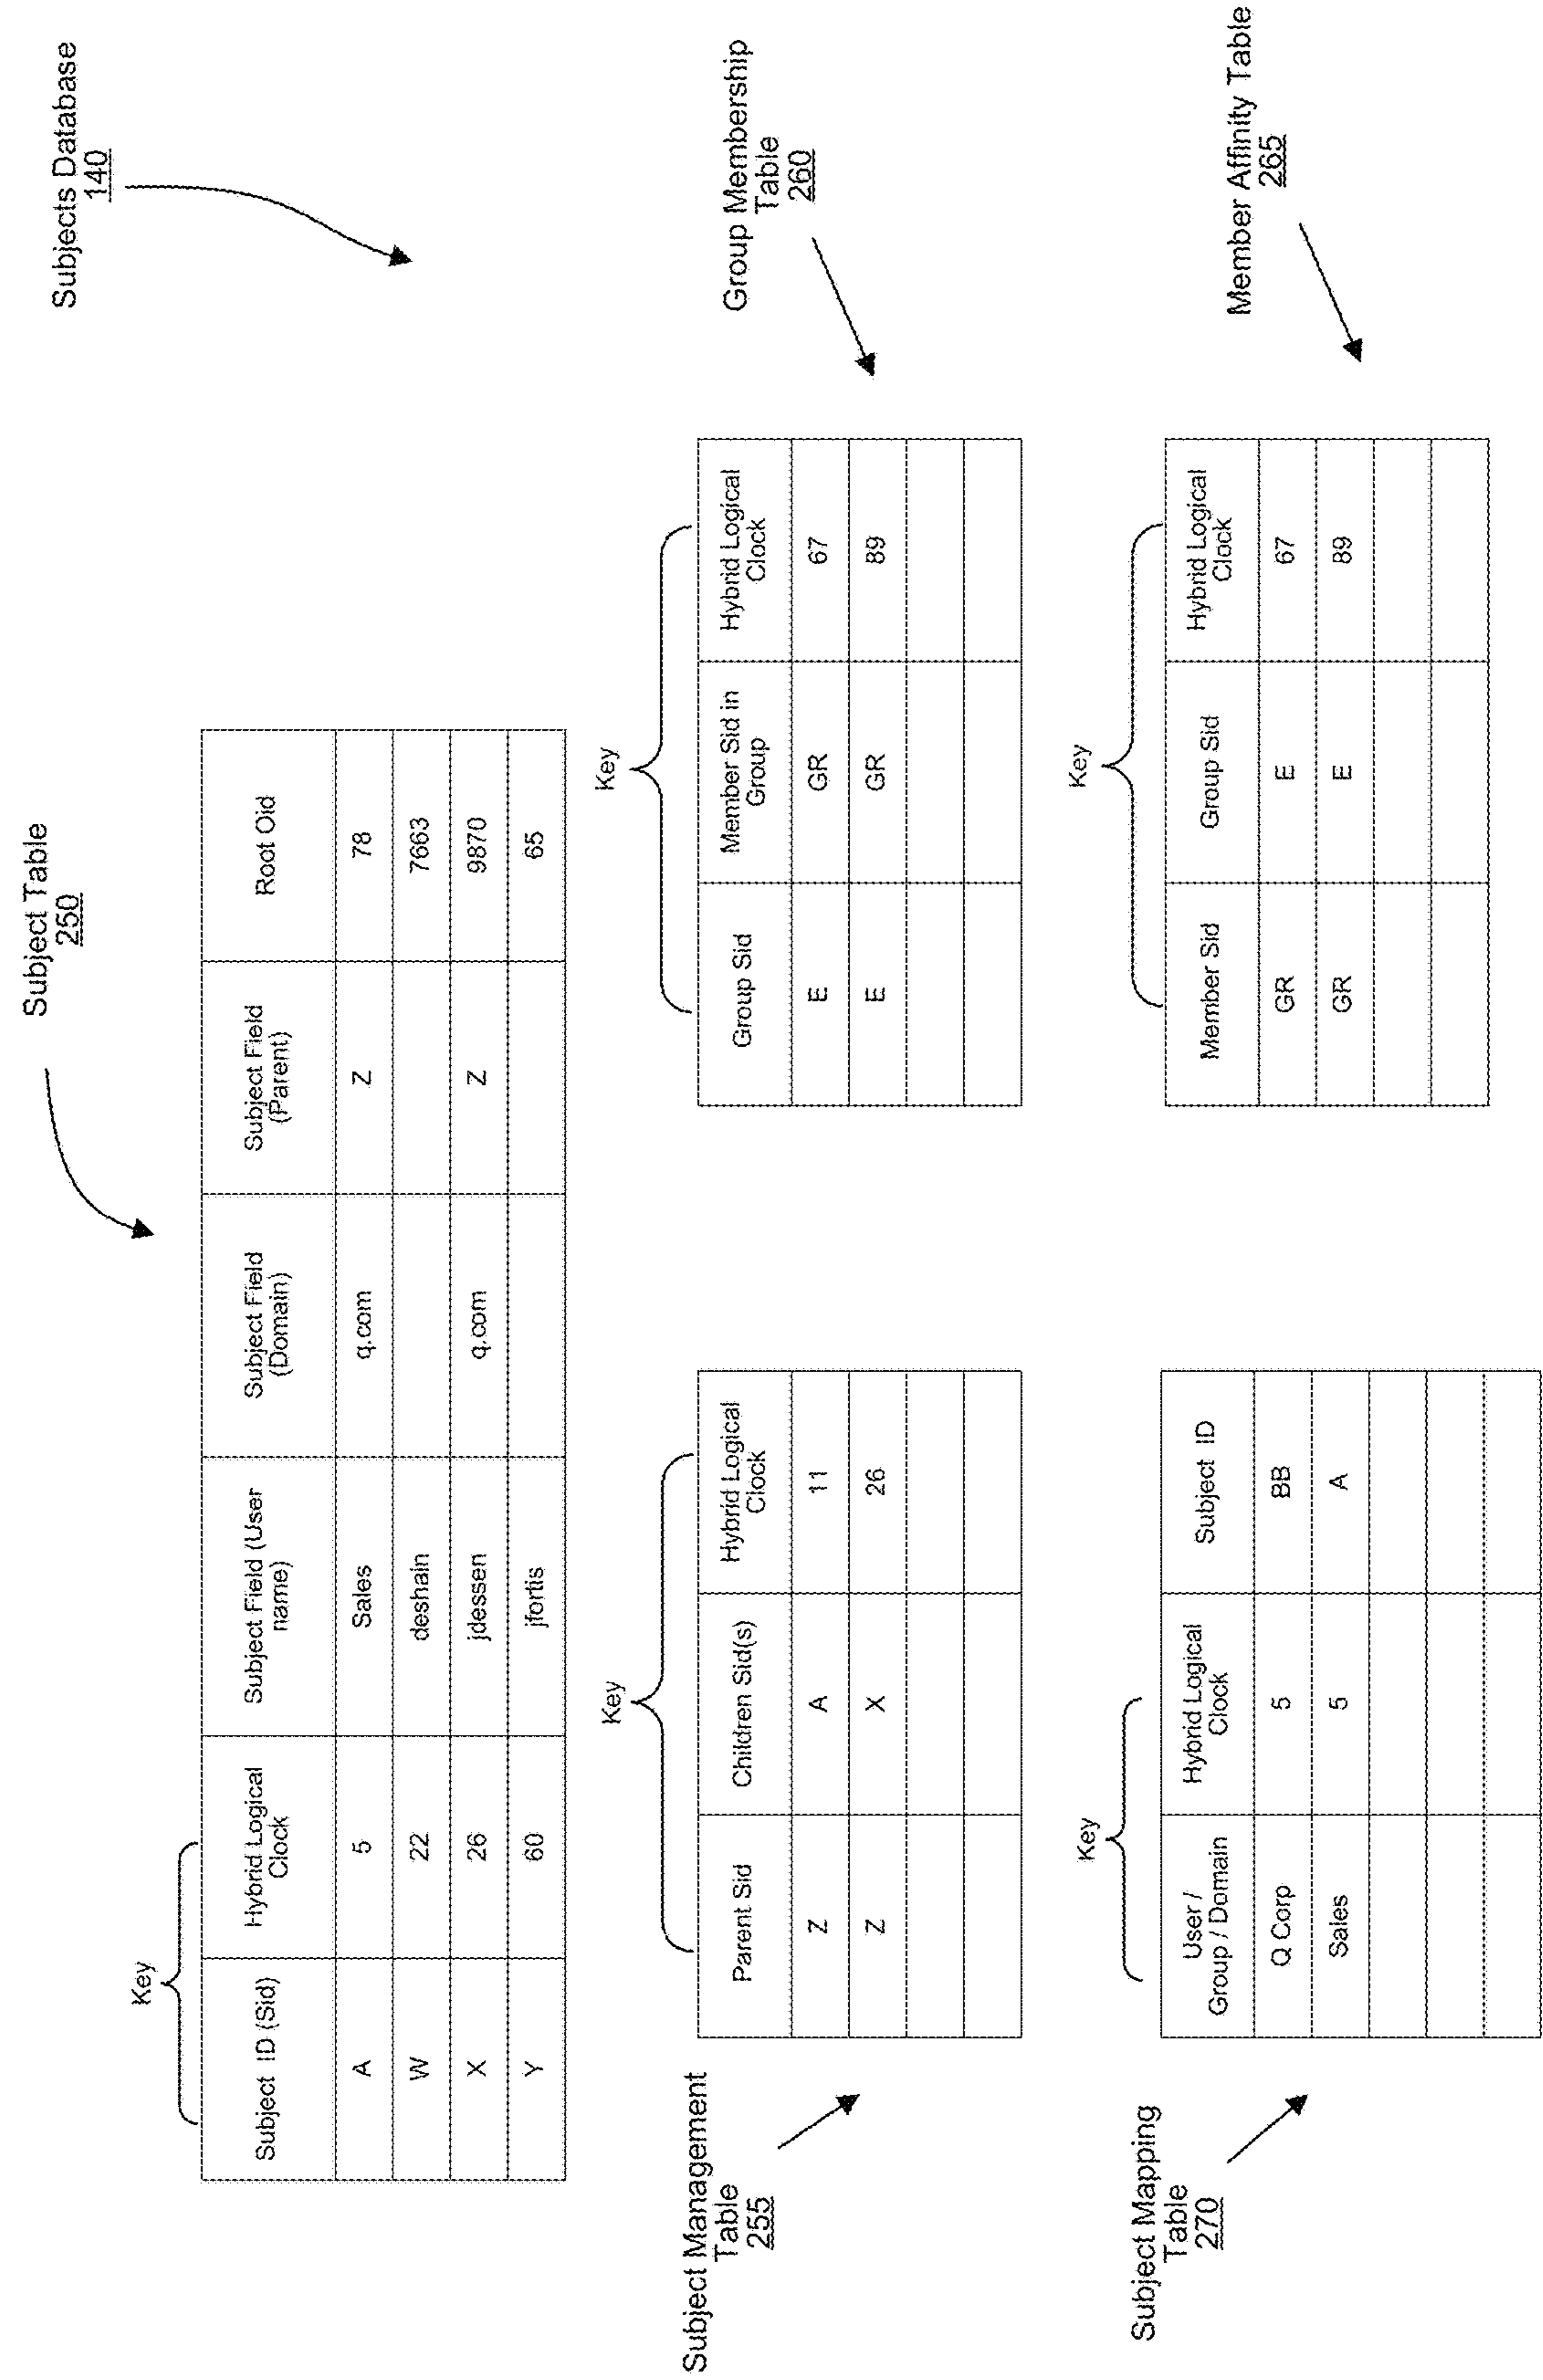 Subjects Database
140
Subject Table
250
Key
Subject ID (Sid)
Hybrid Logical
Clock
Subject Field (User
name)
Subject Field
(Domain)
Subject Field
(Parent)
Root Oid
A 5 Sales q.com Z 78
W 22 deshain 7663
X 26 jdessen q.com Z 9870
Y 60 jfortis 65
Subject Management
Table
255
Key
Parent Sid
Children Sid(s)
Hybrid Logical
Clock
Z A 11
Z X 26
Group Membership
Table
260
Key
Group Sid
Member Sid in
Group
Hybrid Logical
Clock
E GR 67
E GR 89
Subject Mapping
Table
270
Key
User /
Group / Domain
Hybrid Logical
Clock
Subject ID
Q Corp 5 BB
Sales 5 A
Member Affinity Table
265
Key
Member Sid
Group Sid
Hybrid Logical
Clock
GR E 67
GR E 89